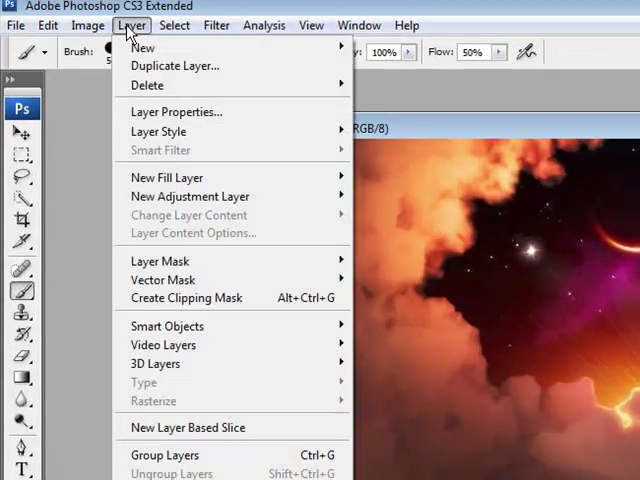 Ps Adobe Photoshop CS3 Extended
File Edit Image Layer Select Filter Analysis View Window Help
Brush: 100% Flow: 50%
New
Duplicate Layer...
Delete
RGB/8)
Ps
Layer Properties...
Layer Style
Smart Filter
New Fill Layer
New Adjustment Layer
Change Layer Content
Layer Content Options...
Layer Mask
Vector Mask
Create Clipping Mask Alt+Ctrl+G
Smart Objects
Video Layers
3D Layers
Type
Rasterize
New Layer Based Slice
Group Layers Ctrl+G
Ungroup Layers Shift+Ctrl+G
T